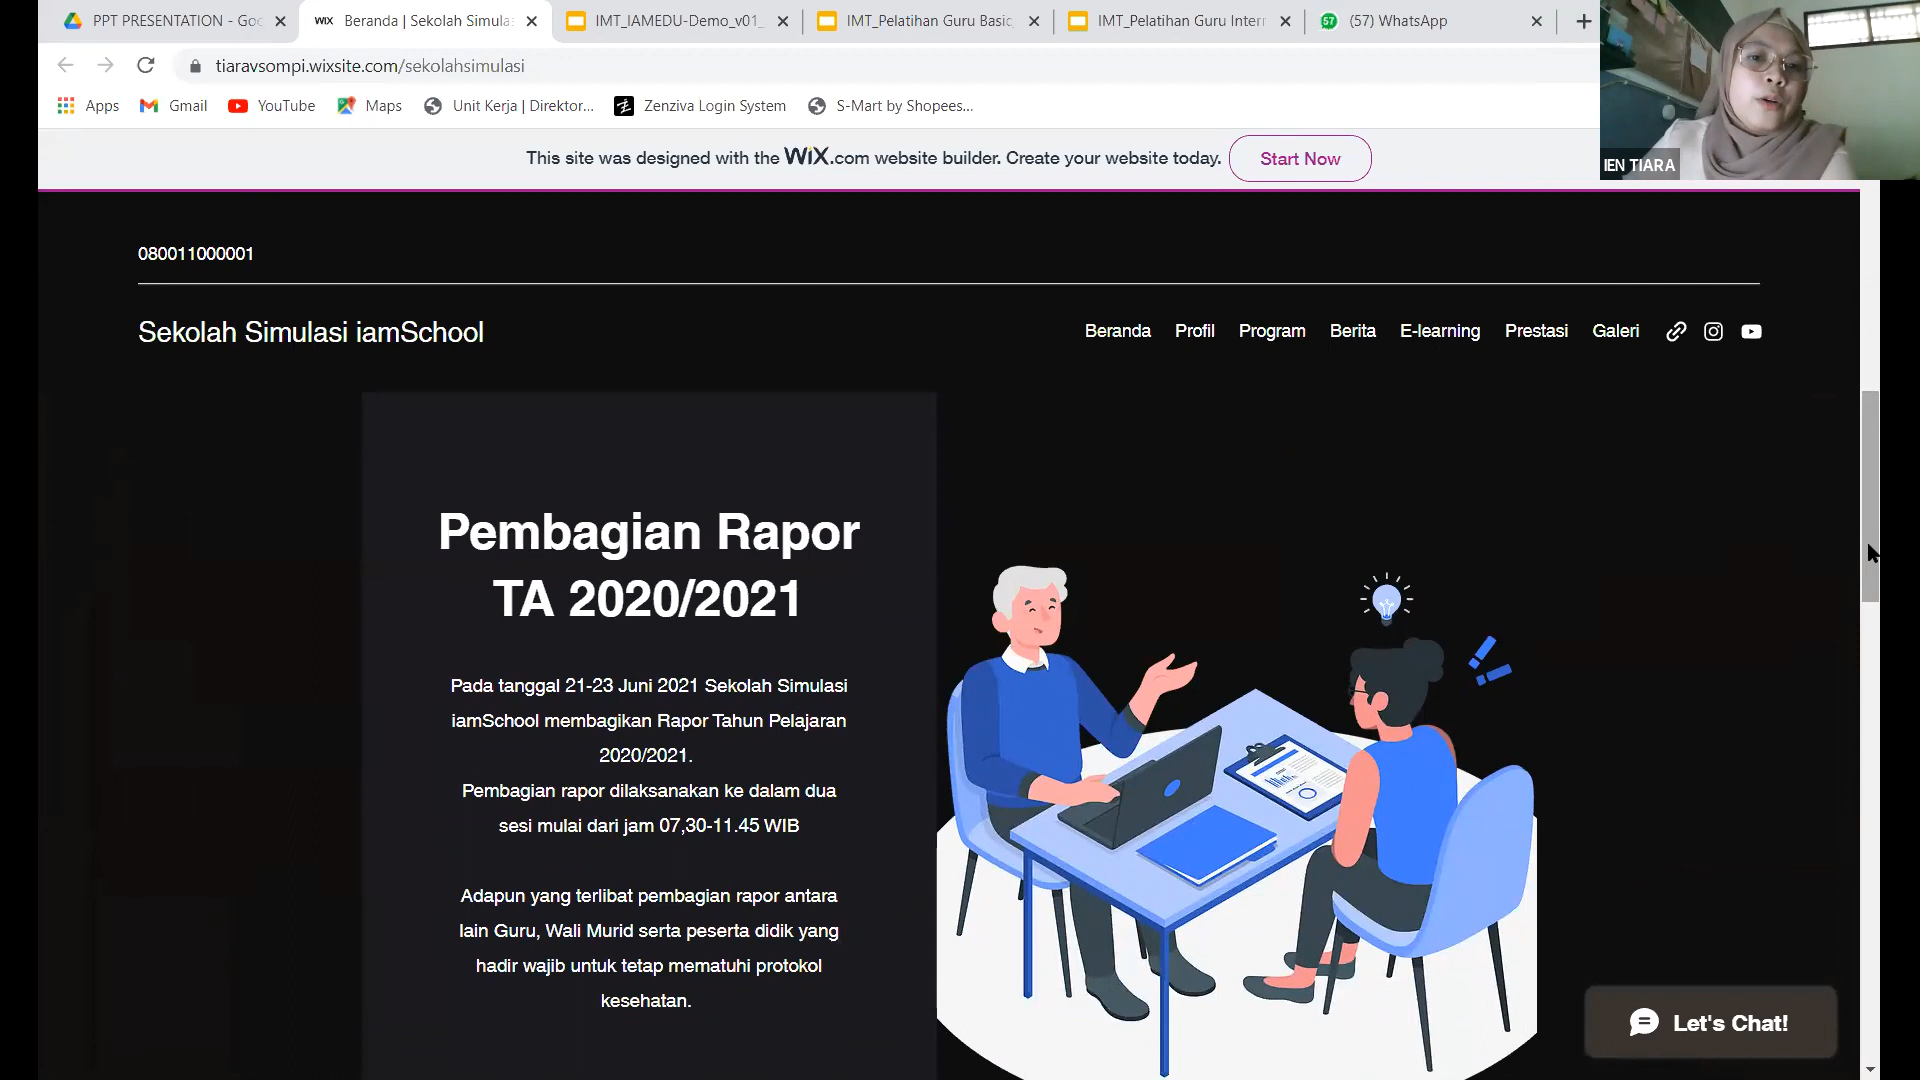 PPT PRESENTATION - Goo
WIX Beranda | Sekolah Simulas
IMT_IAMEDU-Demo_v01_
IMT_Pelatihan Guru Basic_
IMT_Pelatihan Guru Interm
57 (57) WhatsApp
tiaravsompi.wixsite.com/sekolahsimulasi
Apps Gmail YouTube Maps Unit Kerja | Direktor... Zenziva Login System S-Mart by Shopees...
This site was designed with the WiX.com website builder. Create your website today. Start Now
IEN TIARA
080011000001
Sekolah Simulasi iamSchool
Beranda Profil Program Berita E-learning Prestasi Galeri
Pembagian Rapor
TA 2020/2021
Pada tanggal 21-23 Juni 2021 Sekolah Simulasi
iamSchool membagikan Rapor Tahun Pelajaran
2020/2021.
Pembagian rapor dilaksanakan ke dalam dua
sesi mulai dari jam 07,30-11.45 WIB
Adapun yang terlibat pembagian rapor antara
lain Guru, Wali Murid serta peserta didik yang
hadir wajib untuk tetap mematuhi protokol
kesehatan.
Let's Chat!